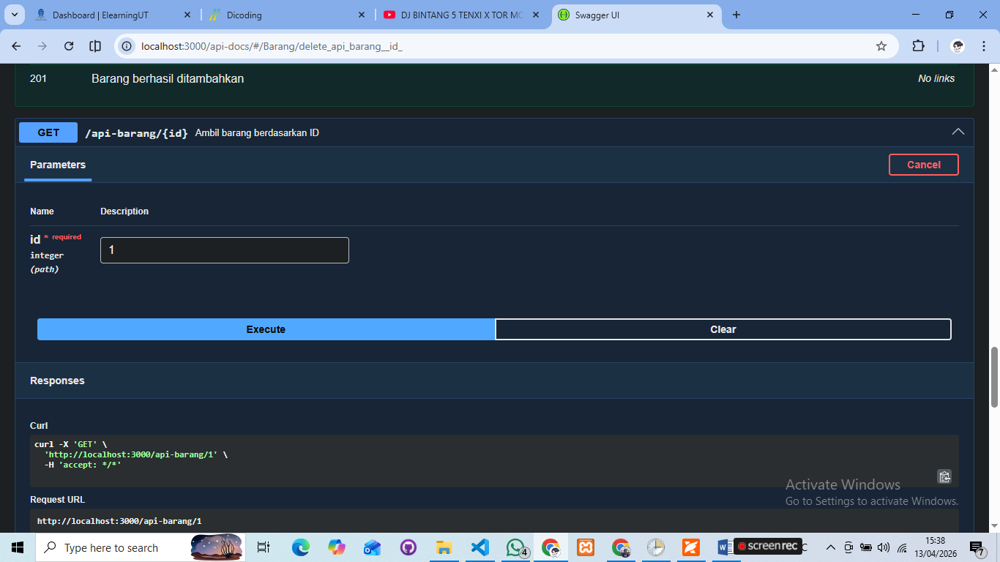 Dashboard | ElearningUT
Dicoding
DJ BINTANG 5 TENXI X TOR MO
Swagger UI
localhost:3000/api-docs/#/Barang/delete_api_barang__id_
201 Barang berhasil ditambahkan No links
GET /api-barang/{id} Ambil barang berdasarkan ID
Parameters Cancel
Name Description
id * required
integer
(path)
1
Execute Clear
Responses
Curl
curl -X 'GET' \
'http://localhost:3000/api-barang/1' \
-H 'accept: */*'
Request URL
http://localhost:3000/api-barang/1
Activate Windows
Go to Settings to activate Windows.
Type here to search
4
screenrec
15:38
13/04/2026
7